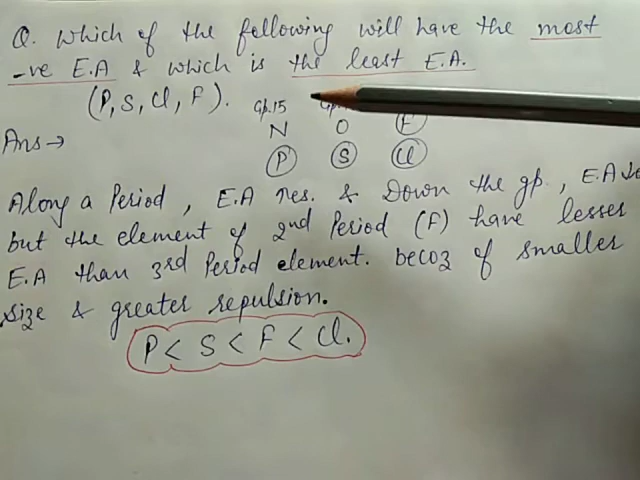 Q. Which of the following will have the most
-ve E.A & which is the least E.A.
(P, S, Cl, F).
Gp.15
N O F
Ans → P S Cl
Along a Period, E.A ↑es. & Down the gp, E.A ↓
but the element of 2nd Period (F) have lesser
E.A than 3rd Period element. becoz of smaller
size & greater repulsion.
P < S < F < Cl.